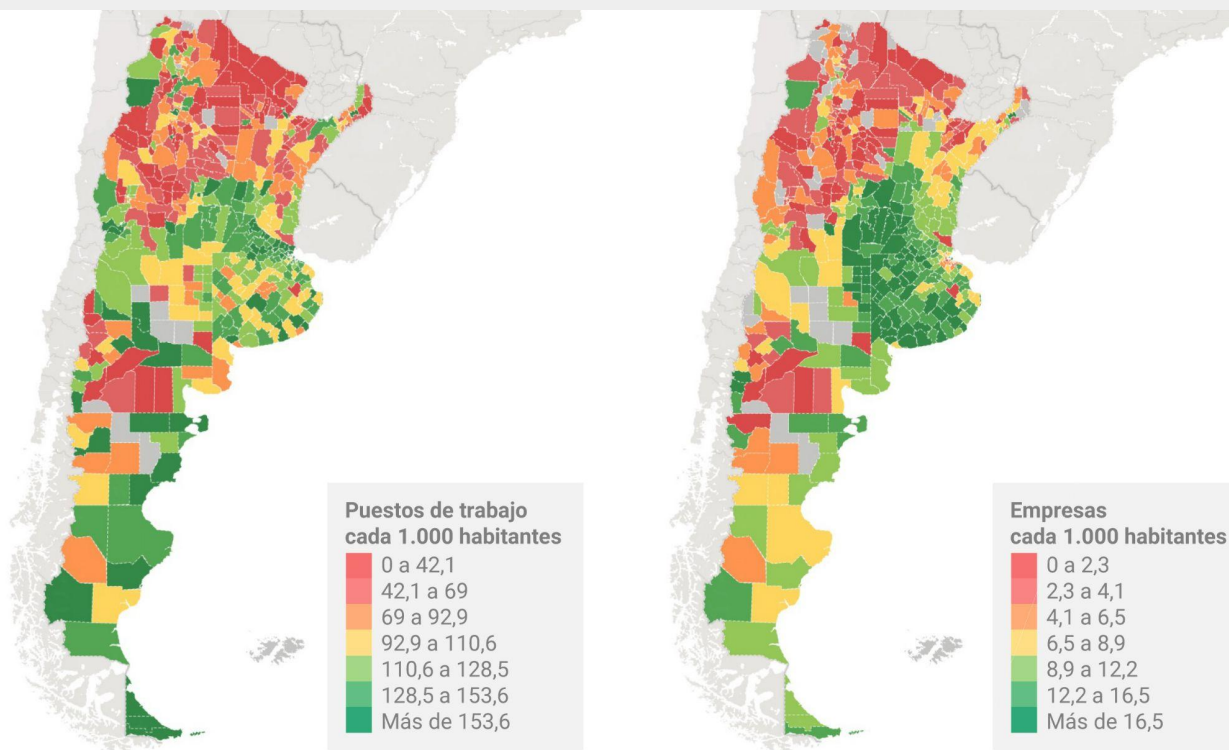 Puestos de trabajo
cada 1.000 habitantes
0 a 42,1
42,1 a 69
69 a 92,9
92,9 a 110,6
110,6 a 128,5
128,5 a 153,6
Más de 153,6
Empresas
cada 1.000 habitantes
0 a 2,3
2,3 a 4,1
4,1 a 6,5
6,5 a 8,9
8,9 a 12,2
12,2 a 16,5
Más de 16,5